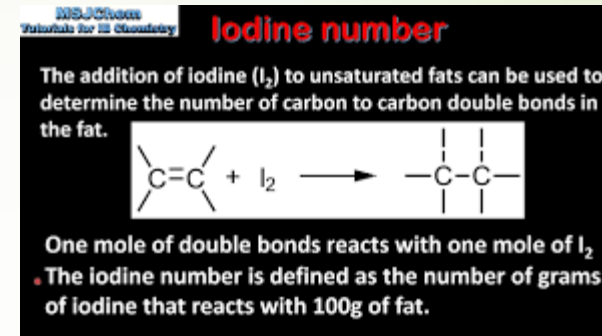 MSJChem
Tutorials for IB Chemistry
Iodine number
The addition of iodine (I₂) to unsaturated fats can be used to
determine the number of carbon to carbon double bonds in
the fat.
C=C + I₂ → –C–C–
One mole of double bonds reacts with one mole of I₂
The iodine number is defined as the number of grams
of iodine that reacts with 100g of fat.